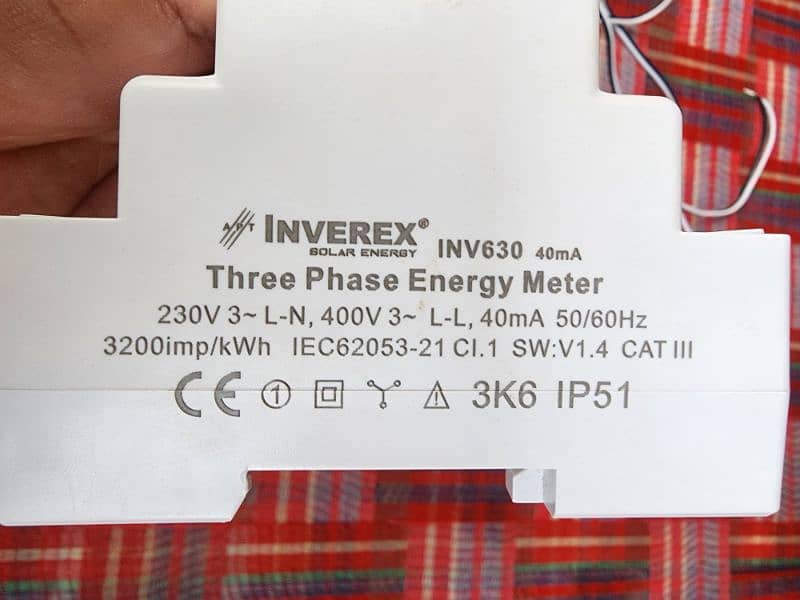 INVEREX® INV630 40mA
SOLAR ENERGY
Three Phase Energy Meter
230V 3~ L-N, 400V 3~ L-L, 40mA 50/60Hz
3200imp/kWh IEC62053-21 Cl.1 SW:V1.4 CAT III
CE 1 3K6 IP51